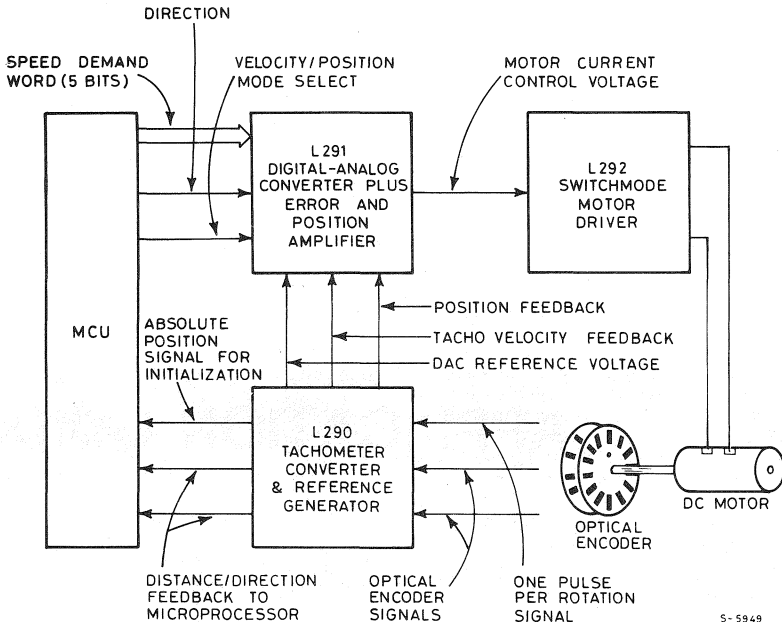 DIRECTION
SPEED DEMAND
WORD (5 BITS)
VELOCITY/POSITION
MODE SELECT
MOTOR CURRENT
CONTROL VOLTAGE
L291
DIGITAL-ANALOG
CONVERTER PLUS
ERROR AND
POSITION
AMPLIFIER
L292
SWITCHMODE
MOTOR
DRIVER
MCU
ABSOLUTE
POSITION
SIGNAL FOR
INITIALIZATION
POSITION FEEDBACK
TACHO VELOCITY FEEDBACK
DAC REFERENCE VOLTAGE
L290
TACHOMETER
CONVERTER
& REFERENCE
GENERATOR
DC MOTOR
OPTICAL
ENCODER
DISTANCE/DIRECTION
FEEDBACK TO
MICROPROCESSOR
OPTICAL
ENCODER
SIGNALS
ONE PULSE
PER ROTATION
SIGNAL
S-5949